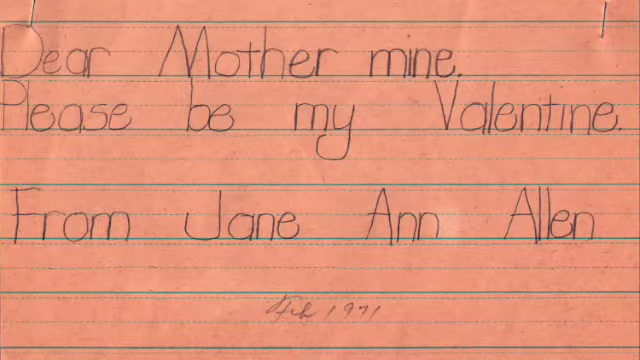 Dear Mother mine.
Please be my Valentine.
From Jane Ann Allen
Feb 1971